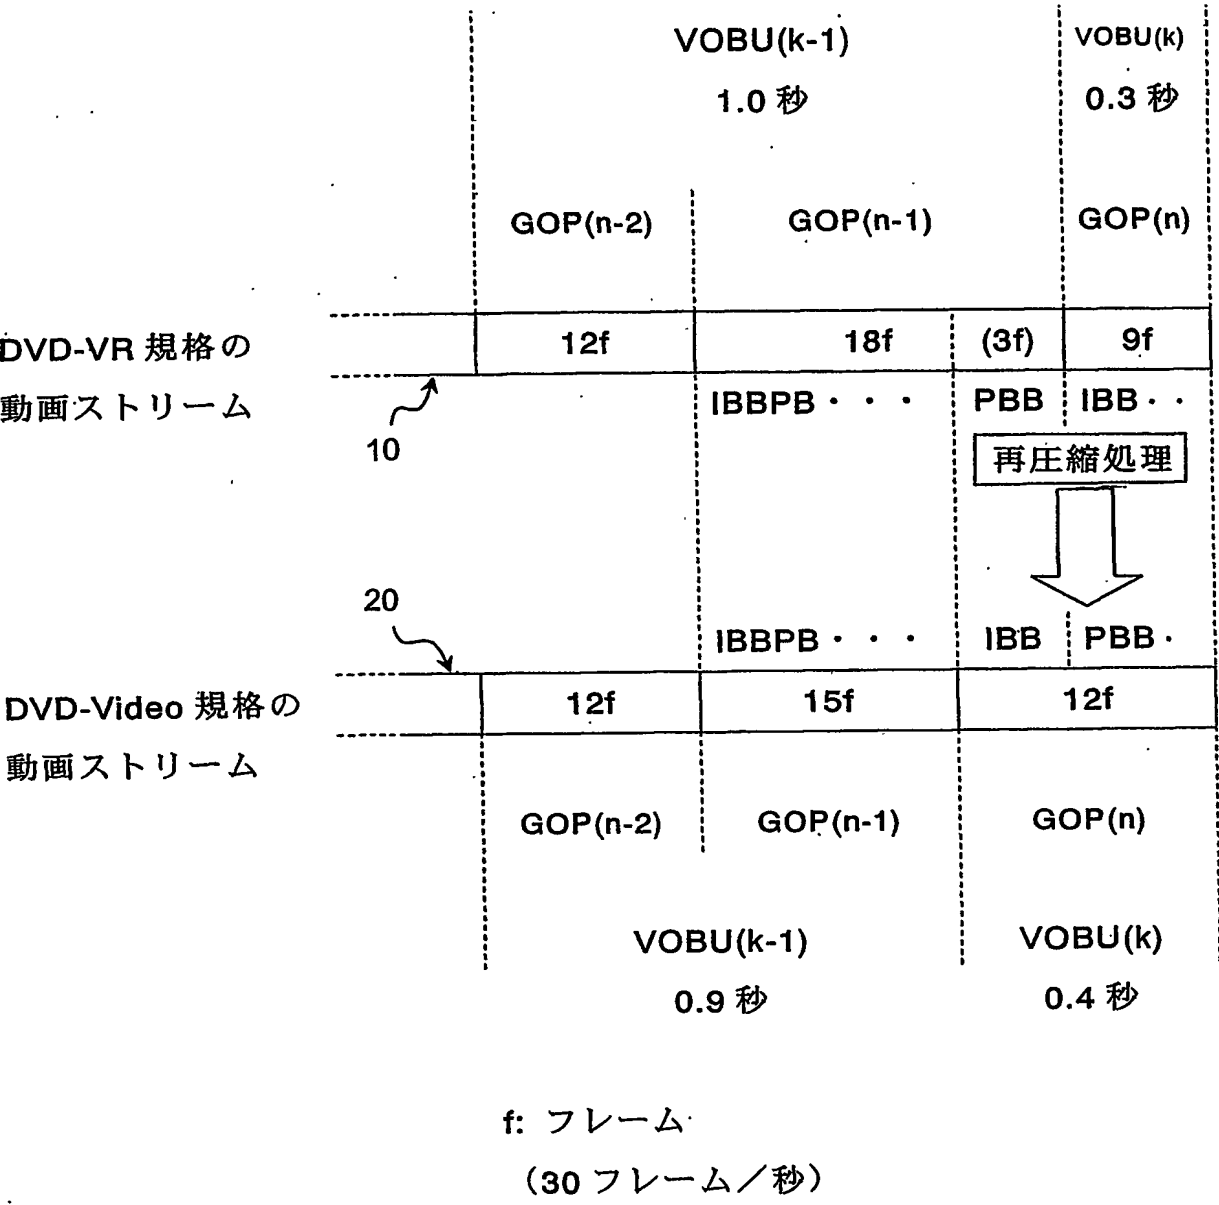 VOBU(k-1) VOBU(k)
1.0 秒 0.3 秒
GOP(n-2) GOP(n-1) GOP(n)
DVD-VR 規格の
動画ストリーム
12f 18f (3f) 9f
IBBPB・・・ PBB IBB・・
10
再圧縮処理
20
IBBPB・・・ IBB PBB・
DVD-Video 規格の
動画ストリーム
12f 15f 12f
GOP(n-2) GOP(n-1) GOP(n)
VOBU(k-1) VOBU(k)
0.9 秒 0.4 秒
f: フレーム
（30 フレーム／秒）